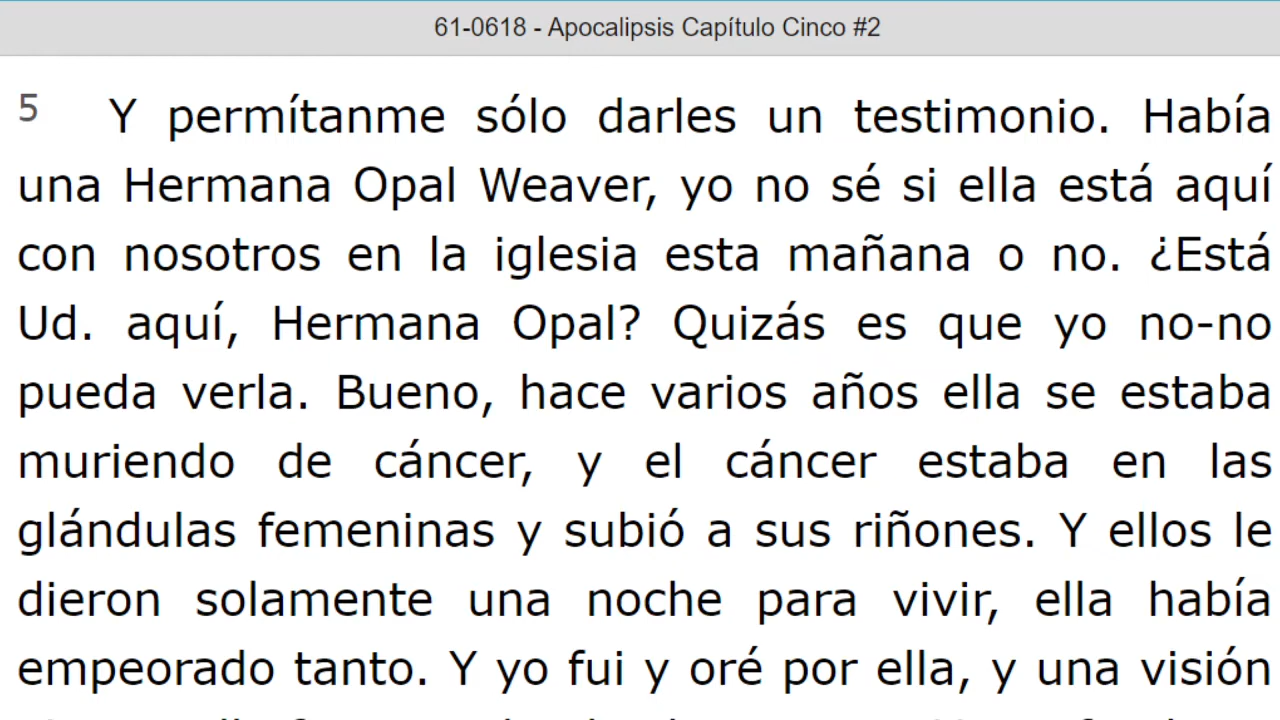 61-0618 - Apocalipsis Capítulo Cinco #2
5 Y permítanme sólo darles un testimonio. Había
una Hermana Opal Weaver, yo no sé si ella está aquí
con nosotros en la iglesia esta mañana o no. ¿Está
Ud. aquí, Hermana Opal? Quizás es que yo no-no
pueda verla. Bueno, hace varios años ella se estaba
muriendo de cáncer, y el cáncer estaba en las
glándulas femeninas y subió a sus riñones. Y ellos le
dieron solamente una noche para vivir, ella había
empeorado tanto. Y yo fui y oré por ella, y una visión